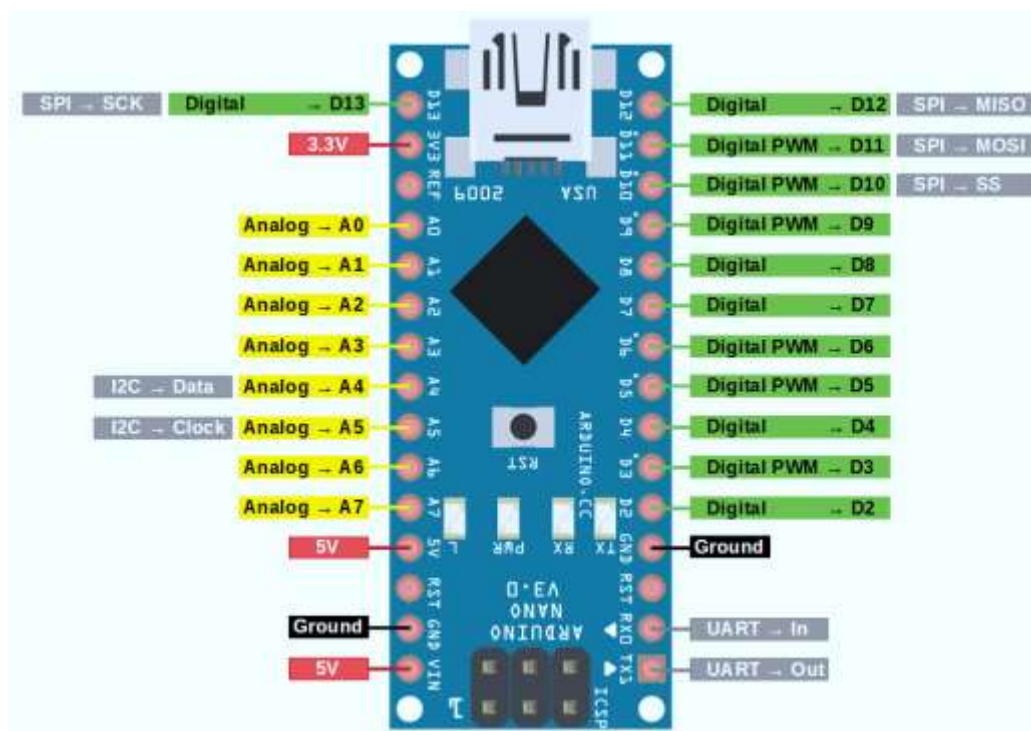 SPI → SCK
Digital → D13
3.3V
Analog → A0
Analog → A1
Analog → A2
Analog → A3
I2C → Data
Analog → A4
I2C → Clock
Analog → A5
Analog → A6
Analog → A7
5V
Ground
5V
D13
3V3
REF
A0
A1
A2
A3
A4
A5
A6
A7
5V
RST
GND
VIN
2009
USA
RST
ARDUINO.CC
L
PWR
RX
TX
V3.0
NANO
ARDUINO
1
ICSP
D12
D11
D10
D9
D8
D7
D6
D5
D4
D3
D2
GND
RST
RX0
TX1
Digital → D12
SPI → MISO
Digital PWM → D11
SPI → MOSI
Digital PWM → D10
SPI → SS
Digital PWM → D9
Digital → D8
Digital → D7
Digital PWM → D6
Digital PWM → D5
Digital → D4
Digital PWM → D3
Digital → D2
Ground
UART → In
UART → Out